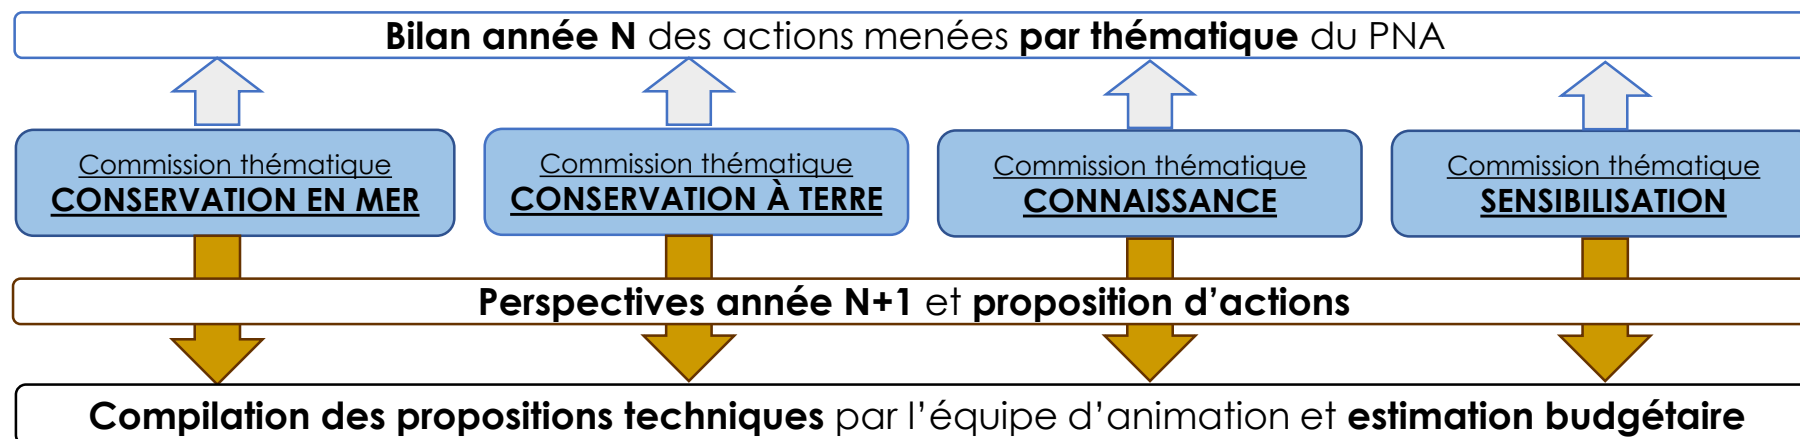 Bilan année N des actions menées par thématique du PNA
Commission thématique
CONSERVATION EN MER
Commission thématique
CONSERVATION À TERRE
Commission thématique
CONNAISSANCE
Commission thématique
SENSIBILISATION
Perspectives année N+1 et proposition d’actions
Compilation des propositions techniques par l’équipe d’animation et estimation budgétaire